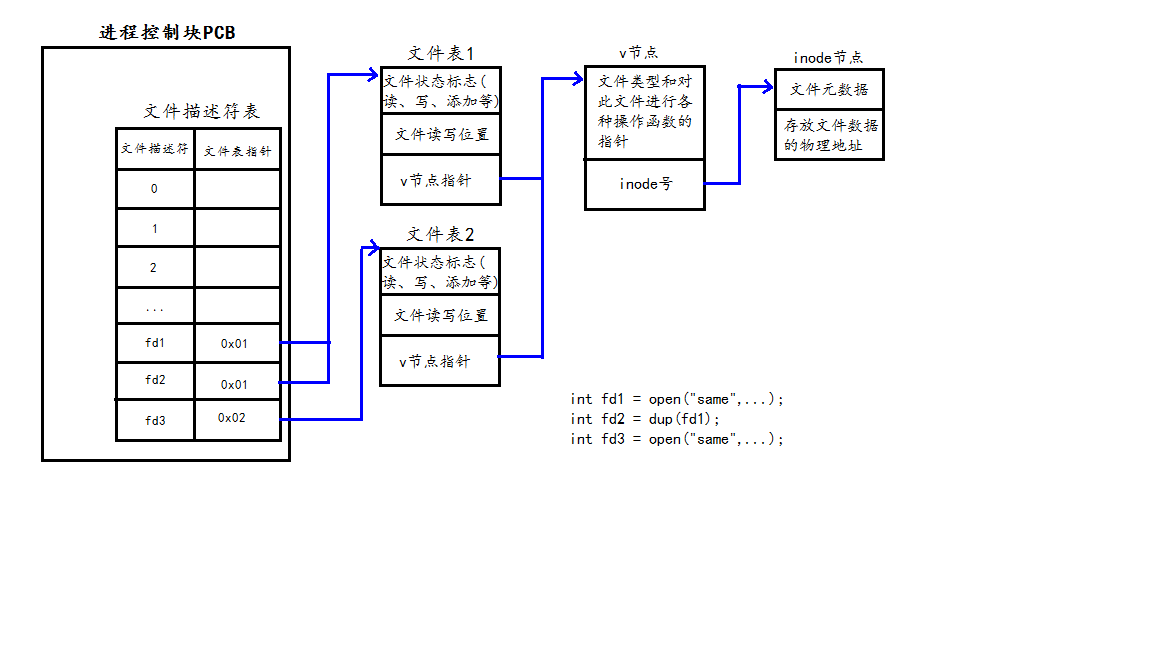 进程控制块PCB
文件描述符表
文件描述符 文件表指针
0
1
2
...
fd1 0x01
fd2 0x01
fd3 0x02
文件表1
文件状态标志(
读、写、添加等)
文件读写位置
v节点指针
文件表2
文件状态标志(
读、写、添加等)
文件读写位置
v节点指针
v节点
文件类型和对
此文件进行各
种操作函数的
指针
inode号
inode节点
文件元数据
存放文件数据
的物理地址
int fd1 = open("same",...);
int fd2 = dup(fd1);
int fd3 = open("same",...);